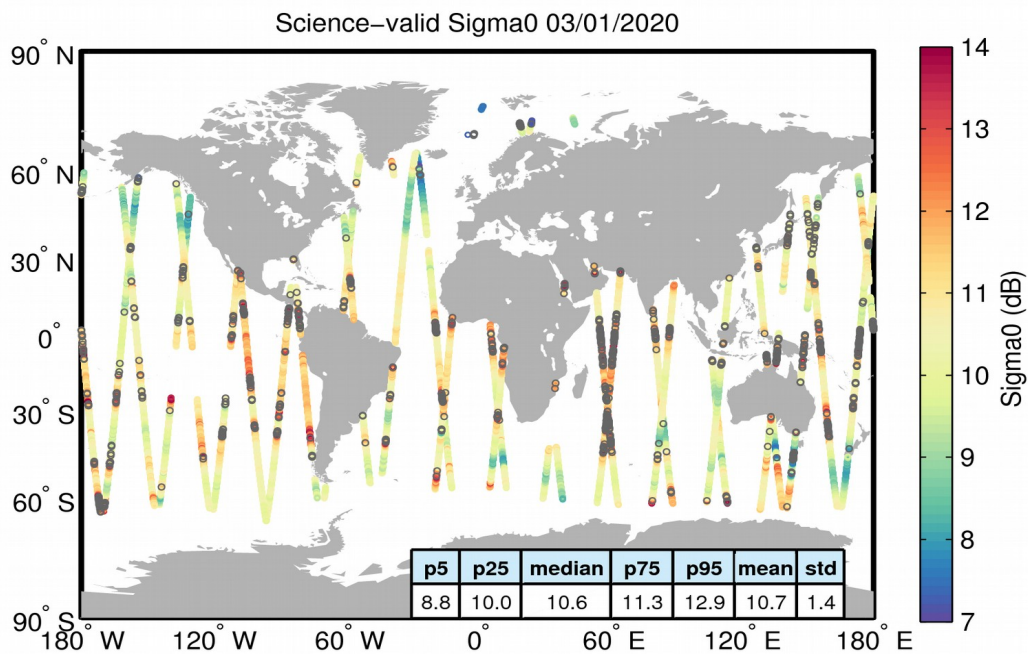 Science−valid Sigma0 03/01/2020
90° N
60° N
30° N
0°
30° S
60° S
90° S
180° W
120° W
60° W
0°
60° E
120° E
180° E
p5 p25 median p75 p95 mean std
8.8 10.0 10.6 11.3 12.9 10.7 1.4
14
13
12
11
10
9
8
7
Sigma0 (dB)